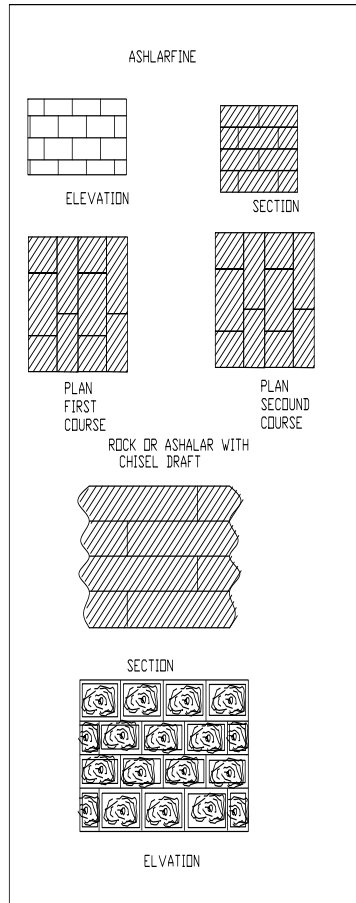 ASHLARFINE
ELEVATION
SECTION
PLAN
FIRST
COURSE
PLAN
SECOUND
COURSE
ROCK OR ASHALAR WITH
CHISEL DRAFT
SECTION
ELVATION